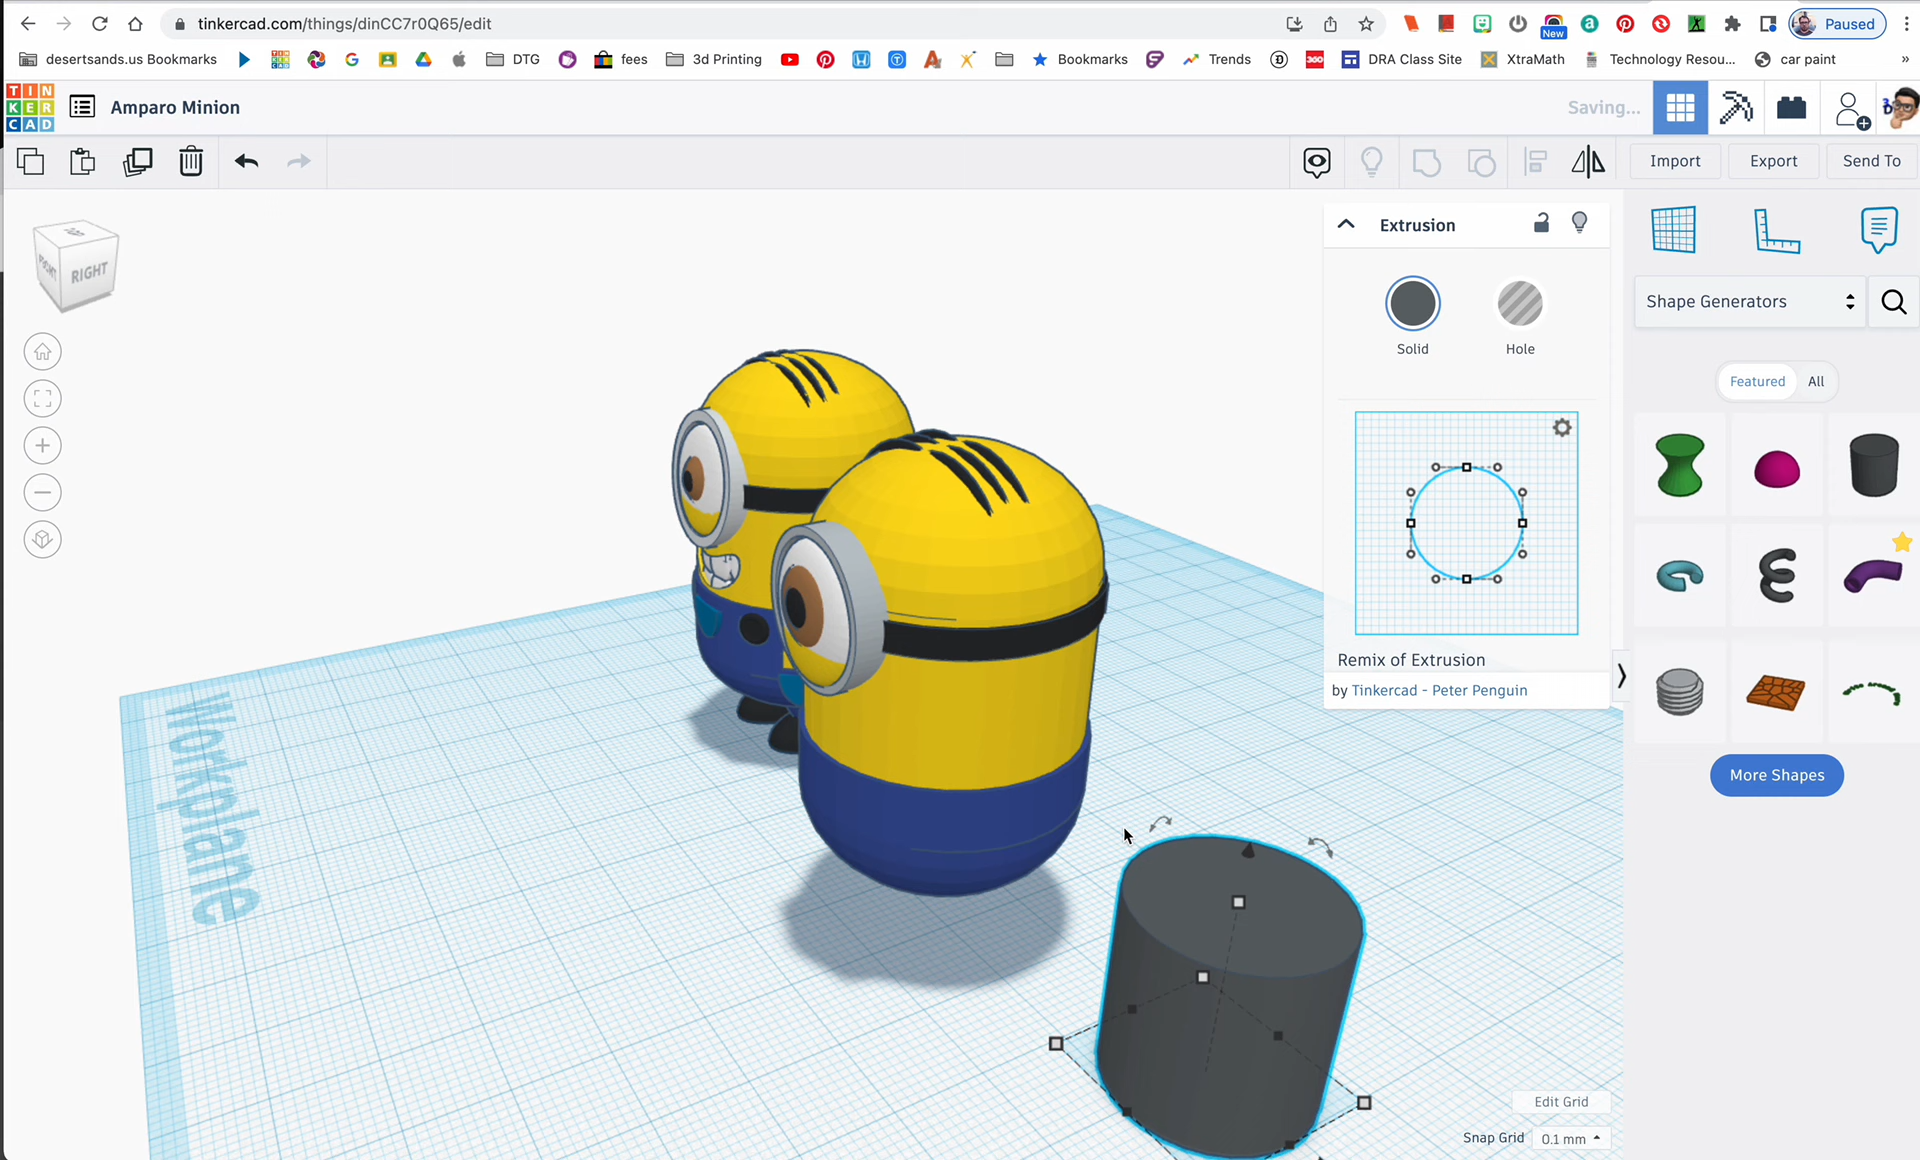 tinkercad.com/things/dinCC7r0Q65/edit
New
Paused
desertsands.us Bookmarks
DTG
fees
3d Printing
Bookmarks
Trends
DRA Class Site
XtraMath
Technology Resou...
car paint
»
TIN
KER
CAD
Amparo Minion
Saving...
Import
Export
Send To
TOP
RIGHT
Extrusion
Solid
Hole
Shape Generators
Featured
All
Remix of Extrusion
by Tinkercad - Peter Penguin
More Shapes
Workplane
Edit Grid
Snap Grid
0.1 mm